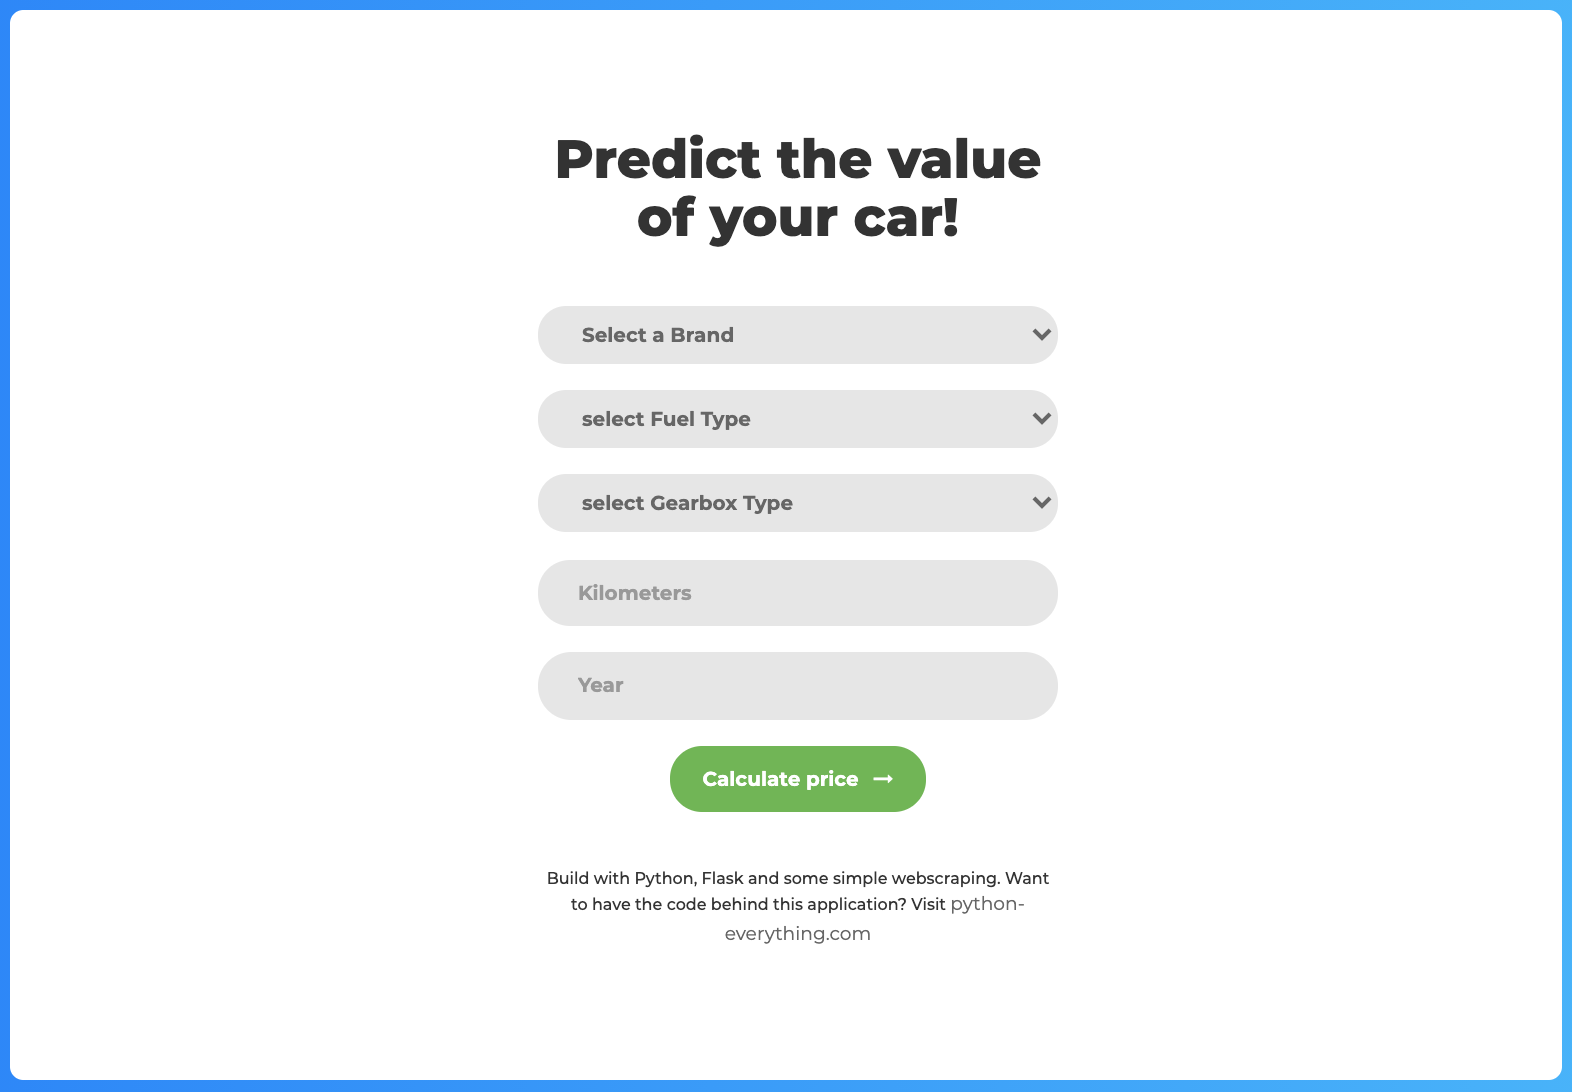 Predict the value
of your car!
Select a Brand
select Fuel Type
select Gearbox Type
Kilometers
Year
Calculate price →
Build with Python, Flask and some simple webscraping. Want
to have the code behind this application? Visit python-
everything.com